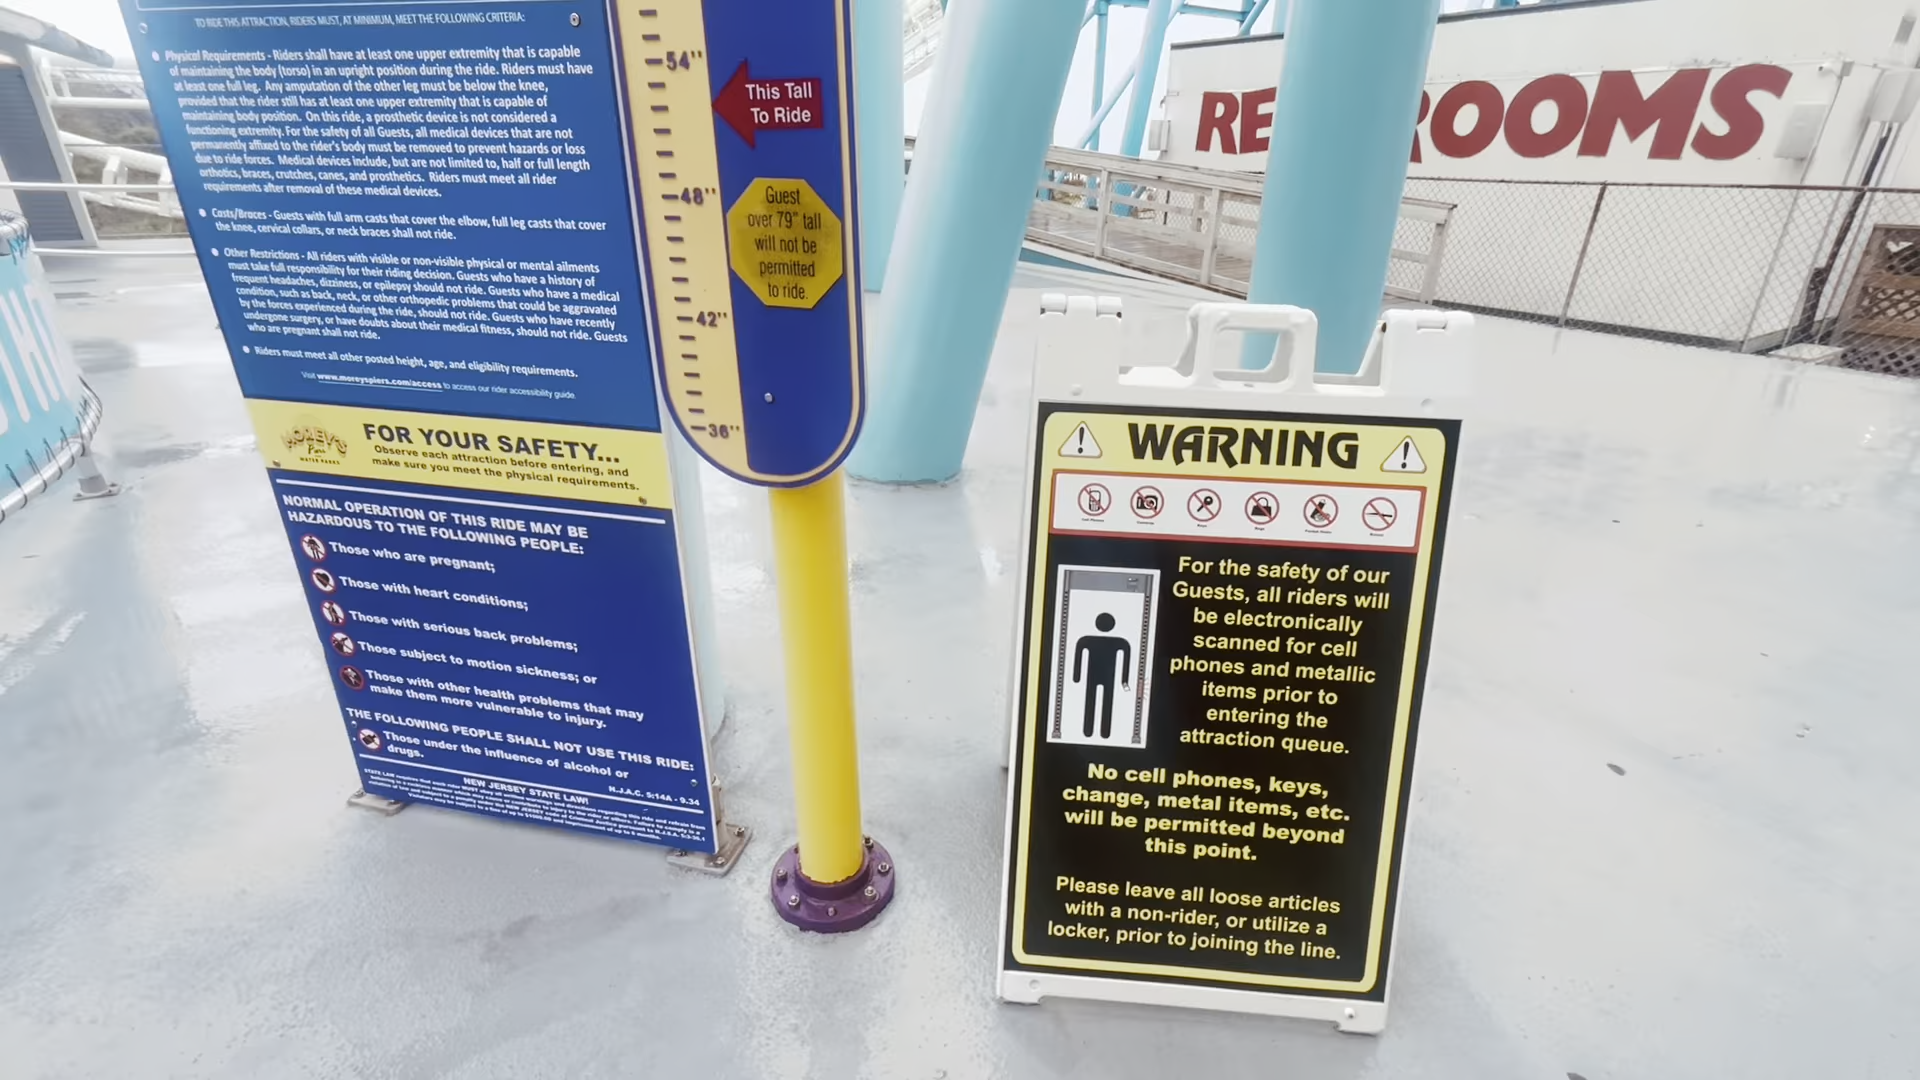 TO RIDE THIS ATTRACTION, RIDERS MUST, AT MINIMUM, MEET THE FOLLOWING CRITERIA:
Physical Requirements - Riders shall have at least one upper extremity that is capable
of maintaining the body (torso) in an upright position during the ride. Riders must have
at least one full leg. Any amputation of the other leg must be below the knee,
provided that the rider still has at least one upper extremity that is capable of
maintaining body position. On this ride, a prosthetic device is not considered a
functioning extremity. For the safety of all Guests, all medical devices that are not
permanently affixed to the rider's body must be removed to prevent hazards or loss
due to ride forces. Medical devices include, but are not limited to, half or full length
orthotics, braces, crutches, canes, and prosthetics. Riders must meet all rider
requirements after removal of these medical devices.
Casts/Braces - Guests with full arm casts that cover the elbow, full leg casts that cover
the knee, cervical collars, or neck braces shall not ride.
Other Restrictions - All riders with visible or non-visible physical or mental ailments
must take full responsibility for their riding decision. Guests who have a history of
frequent headaches, dizziness, or epilepsy should not ride. Guests who have a medical
condition, such as back, neck, or other orthopedic problems that could be aggravated
by the forces experienced during the ride, should not ride. Guests who have recently
undergone surgery, or have doubts about their medical fitness, should not ride. Guests
who are pregnant shall not ride.
Riders must meet all other posted height, age, and eligibility requirements.
Visit www.moreyspiers.com/access to access our rider accessibility guide.
MOREY'S
Piers
WATER PARKS
FOR YOUR SAFETY...
Observe each attraction before entering, and
make sure you meet the physical requirements.
NORMAL OPERATION OF THIS RIDE MAY BE
HAZARDOUS TO THE FOLLOWING PEOPLE:
Those who are pregnant;
Those with heart conditions;
Those with serious back problems;
Those subject to motion sickness; or
Those with other health problems that may
make them more vulnerable to injury.
THE FOLLOWING PEOPLE SHALL NOT USE THIS RIDE:
Those under the influence of alcohol or
drugs.
NEW JERSEY STATE LAW! N.J.A.C. 5:14A - 9.34
54"
This Tall
To Ride
48"
Guest
over 79" tall
will not be
permitted
to ride.
42"
36"
RE ROOMS
WARNING
Cell Phones
Cameras
Keys
Bags
For the safety of our
Guests, all riders will
be electronically
scanned for cell
phones and metallic
items prior to
entering the
attraction queue.
No cell phones, keys,
change, metal items, etc.
will be permitted beyond
this point.
Please leave all loose articles
with a non-rider, or utilize a
locker, prior to joining the line.